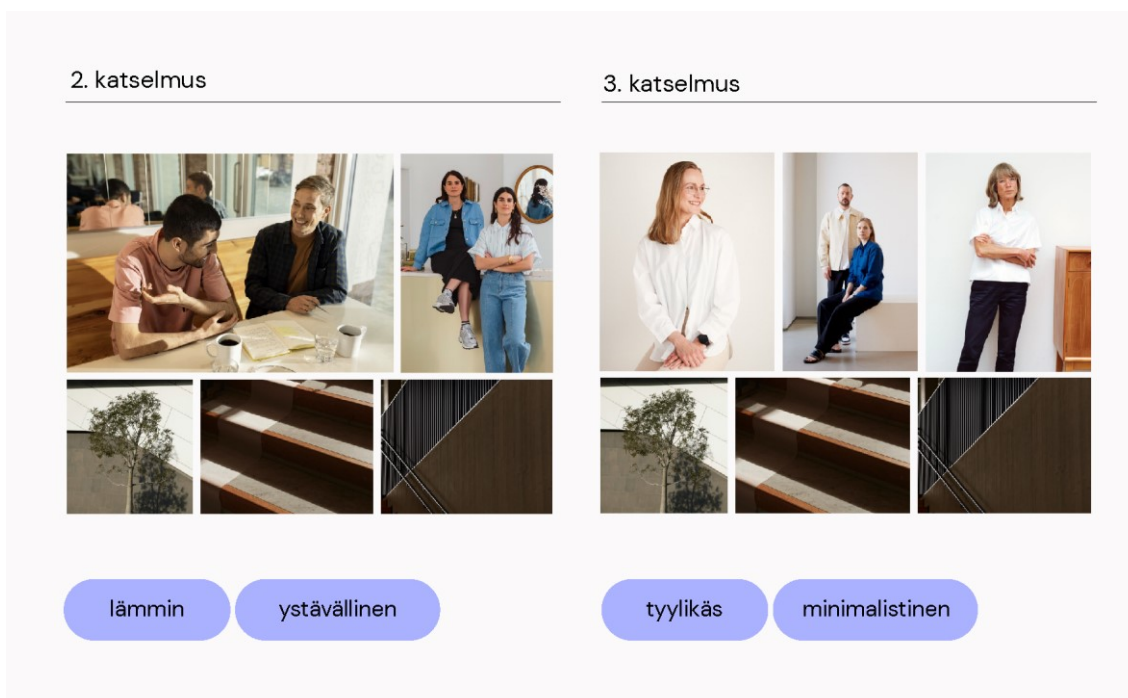 2. katselmus
lämmin ystävällinen
3. katselmus
tyylikäs minimalistinen